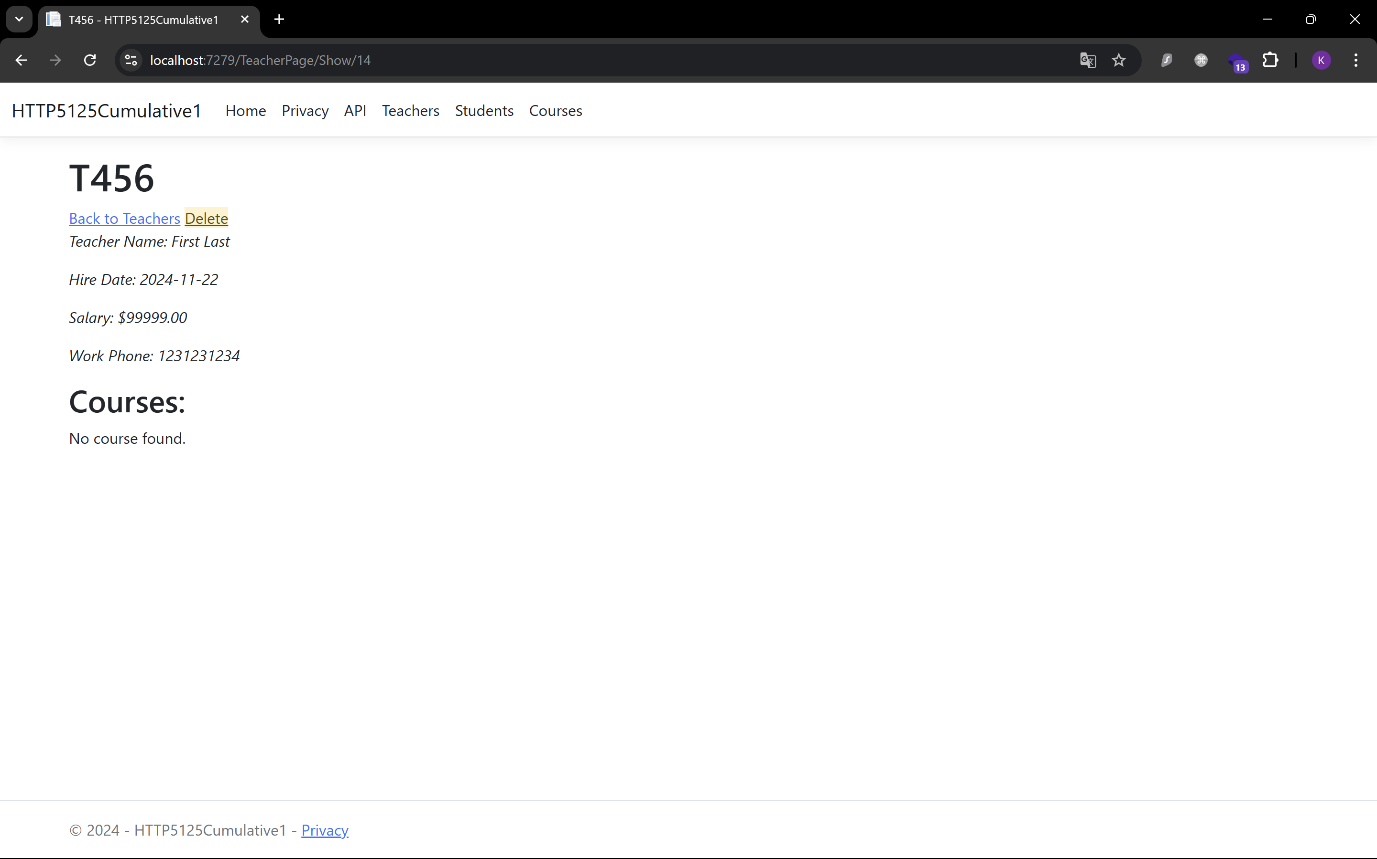 T456 - HTTP5125Cumulative1
localhost:7279/TeacherPage/Show/14
13
K
HTTP5125Cumulative1 Home Privacy API Teachers Students Courses
T456
Back to Teachers Delete
Teacher Name: First Last
Hire Date: 2024-11-22
Salary: $99999.00
Work Phone: 1231231234
Courses:
No course found.
© 2024 - HTTP5125Cumulative1 - Privacy